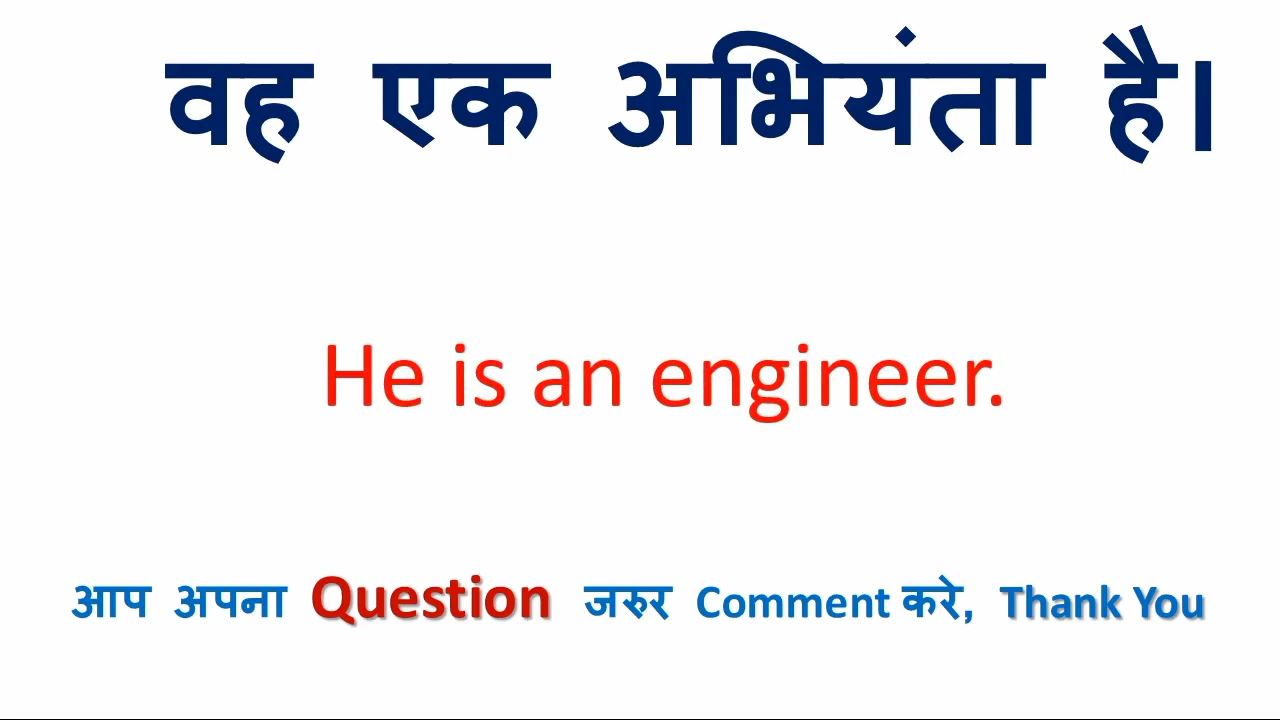 वह एक अभियंता है।
He is an engineer.
आप अपना Question जरुर Comment करे, Thank You